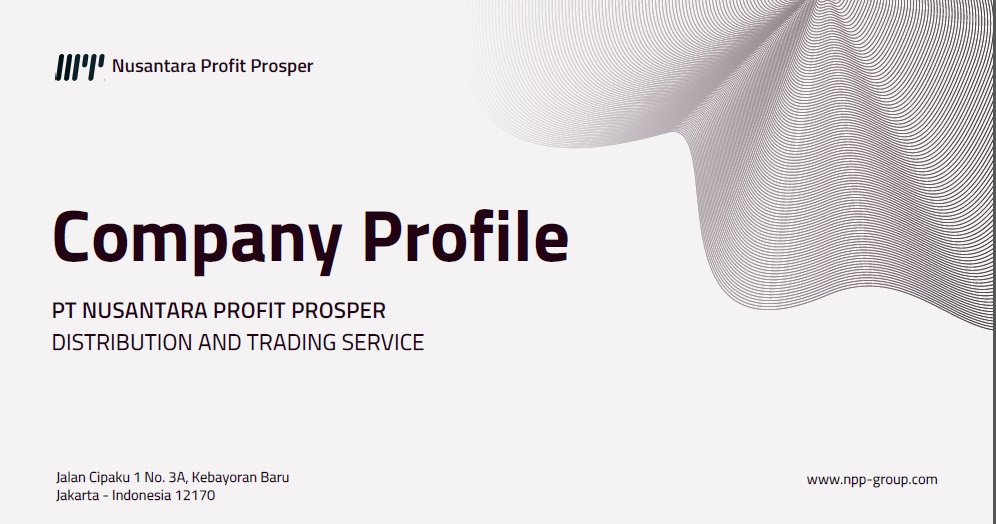 Nusantara Profit Prosper
Company Profile
PT NUSANTARA PROFIT PROSPER
DISTRIBUTION AND TRADING SERVICE
Jalan Cipaku 1 No. 3A, Kebayoran Baru
Jakarta - Indonesia 12170
www.npp-group.com